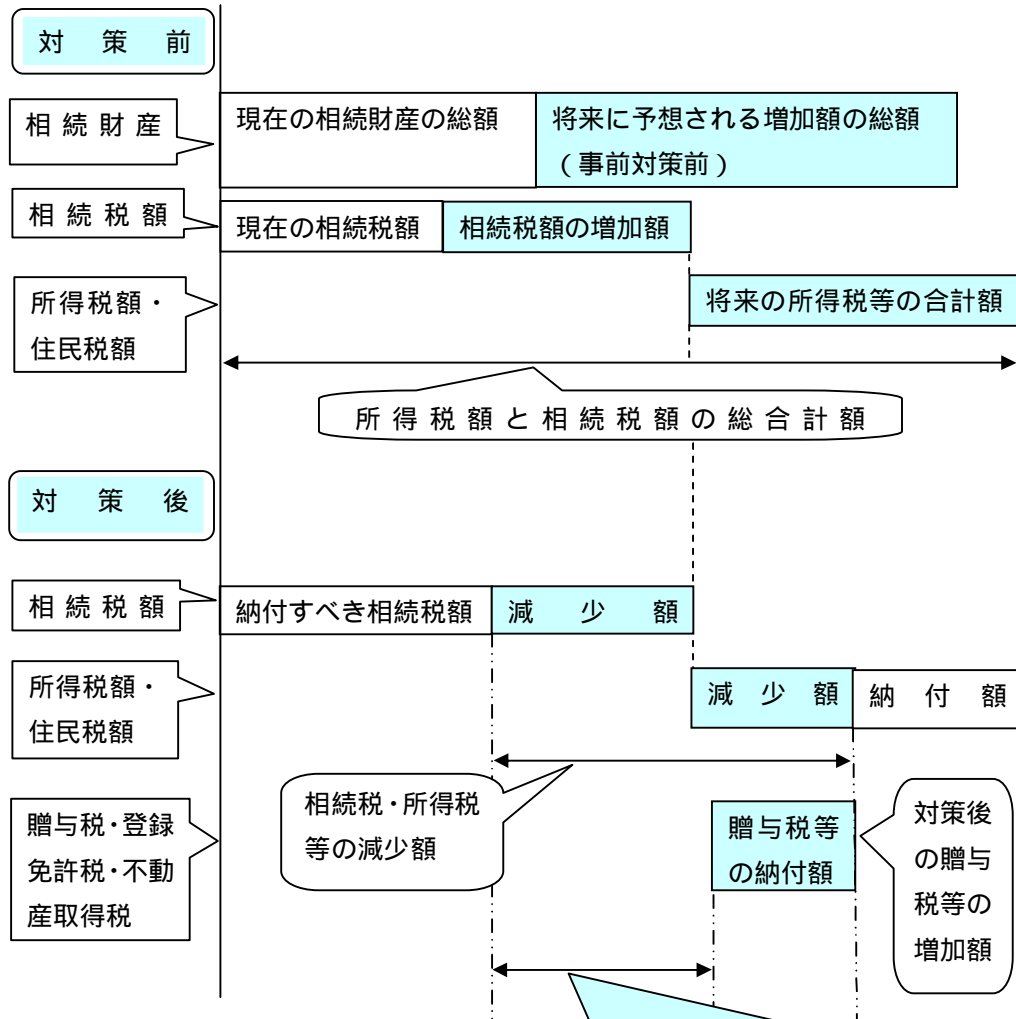 対策前
相続財産
現在の相続財産の総額
将来に予想される増加額の総額
（事前対策前）
相続税額
現在の相続税額
相続税額の増加額
所得税額・
住民税額
将来の所得税等の合計額
所得税額と相続税額の総合計額
対策後
相続税額
納付すべき相続税額
減少額
所得税額・
住民税額
減少額
納付額
相続税・所得税
等の減少額
贈与税・登録
免許税・不動
産取得税
贈与税等
の納付額
対策後
の贈与
税等の
増加額